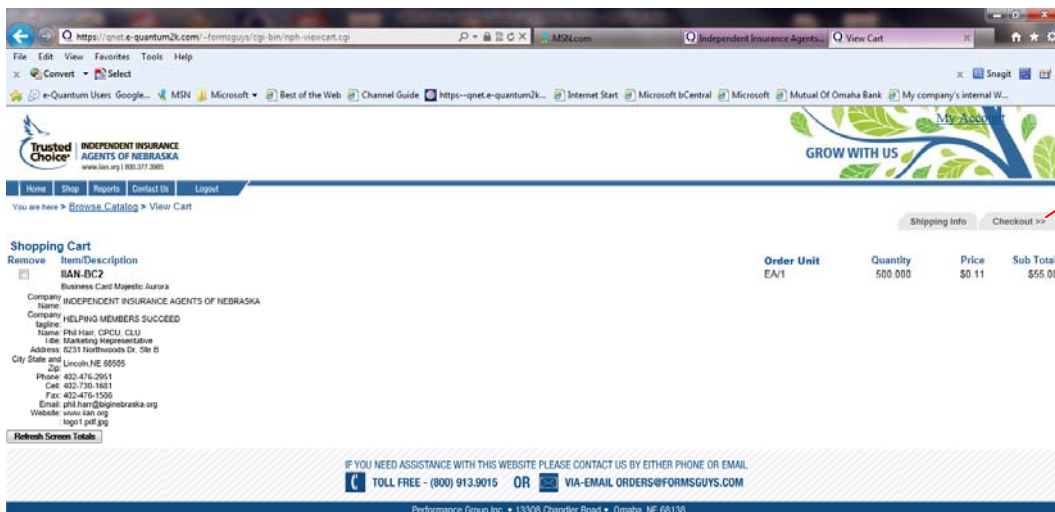 https://qnet.e-quantum2k.com/~formsguys/cgi-bin/nph-viewcart.cgi
MSN.com
Independent Insurance Agents...
View Cart
File Edit View Favorites Tools Help
x Convert Select
x Snagit
e-Quantum Users Google... MSN Microsoft Best of the Web Channel Guide https--qnet.e-quantum2k... Internet Start Microsoft bCentral Microsoft Mutual Of Omaha Bank My company's internal W...
Trusted Choice®
INDEPENDENT INSURANCE
AGENTS OF NEBRASKA
www.iian.org | 800.377.3985
GROW WITH US
My Account
Home Shop Reports Contact Us Logout
You are here > Browse Catalog > View Cart
Shipping Info Checkout >>
Shopping Cart
Remove Item/Description Order Unit Quantity Price Sub Total
IIAN-BC2 EA/1 500.000 $0.11 $55.00
Business Card Majestic Aurora
Company Name: INDEPENDENT INSURANCE AGENTS OF NEBRASKA
Company tagline: HELPING MEMBERS SUCCEED
Name: Phil Harr, CPCU, CLU
Title: Marketing Representative
Address: 8231 Northwoods Dr, Ste B
City State and Zip: Lincoln,NE 68505
Phone: 402-476-2951
Cell: 402-730-1681
Fax: 402-476-1586
Email: phil.harr@biginebraska.org
Website: www.iian.org
: logo1.pdf.jpg
Refresh Screen Totals
IF YOU NEED ASSISTANCE WITH THIS WEBSITE PLEASE CONTACT US BY EITHER PHONE OR EMAIL
TOLL FREE - (800) 913.9015 OR VIA-EMAIL ORDERS@FORMSGUYS.COM
Performance Group Inc. • 13308 Chandler Road • Omaha, NE 68138